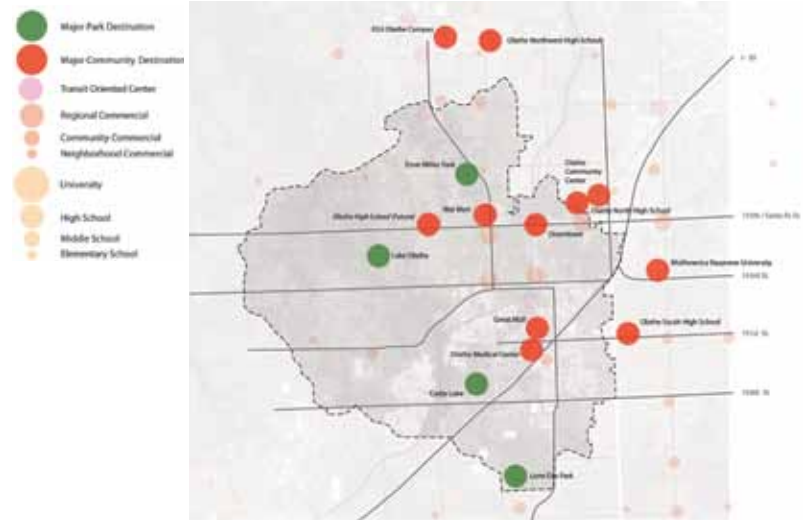 Major Park Destination
Major Community Destination
Transit Oriented Center
Regional Commercial
Community Commercial
Neighborhood Commercial
University
High School
Middle School
Elementary School
Olathe Campus
Olathe Northwest High School
Ernie Miller Park
Olathe
Community
Center
Olathe North High School
Olathe High School (Future)
Wal Mart
Downtown
Lake Olathe
MidAmerica Nazarene University
Great Mall
Olathe South High School
Olathe Medical Center
Cedar Lake
Lone Elm Park